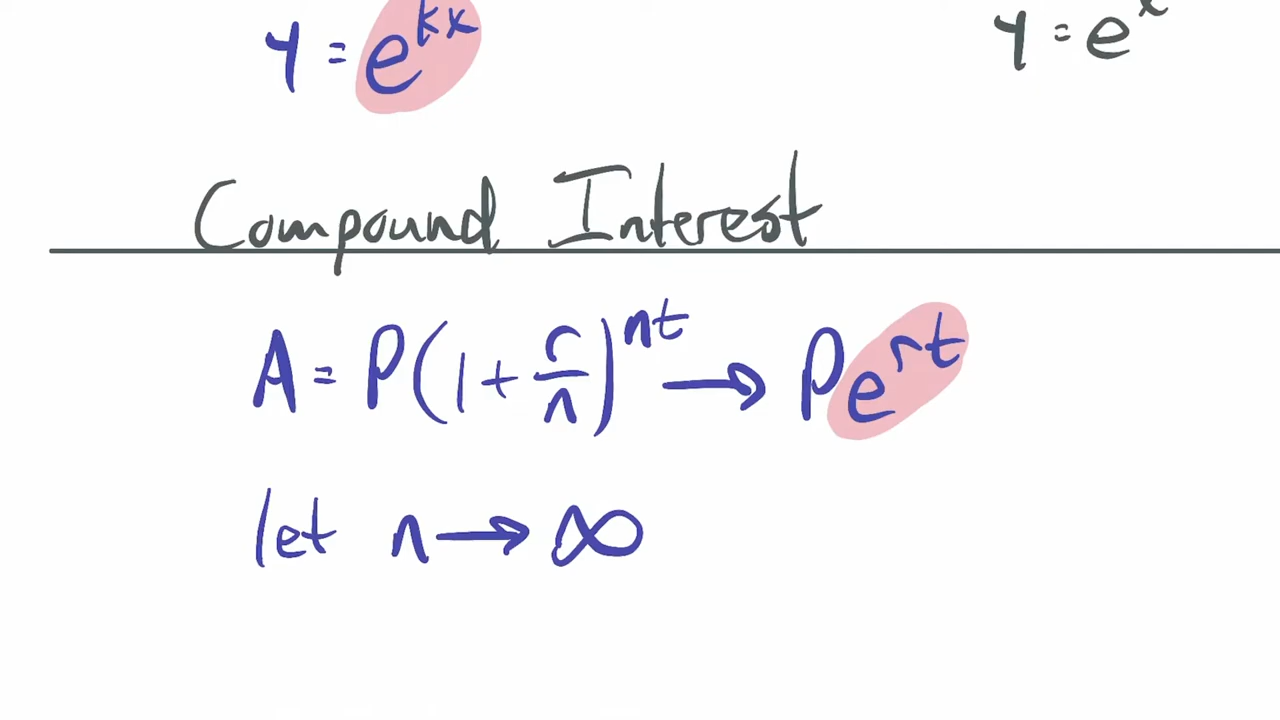 y = e^{kx} y = e^x
Compound Interest
A = P(1 + r/n)^{nt} → Pe^{rt}
let n → ∞